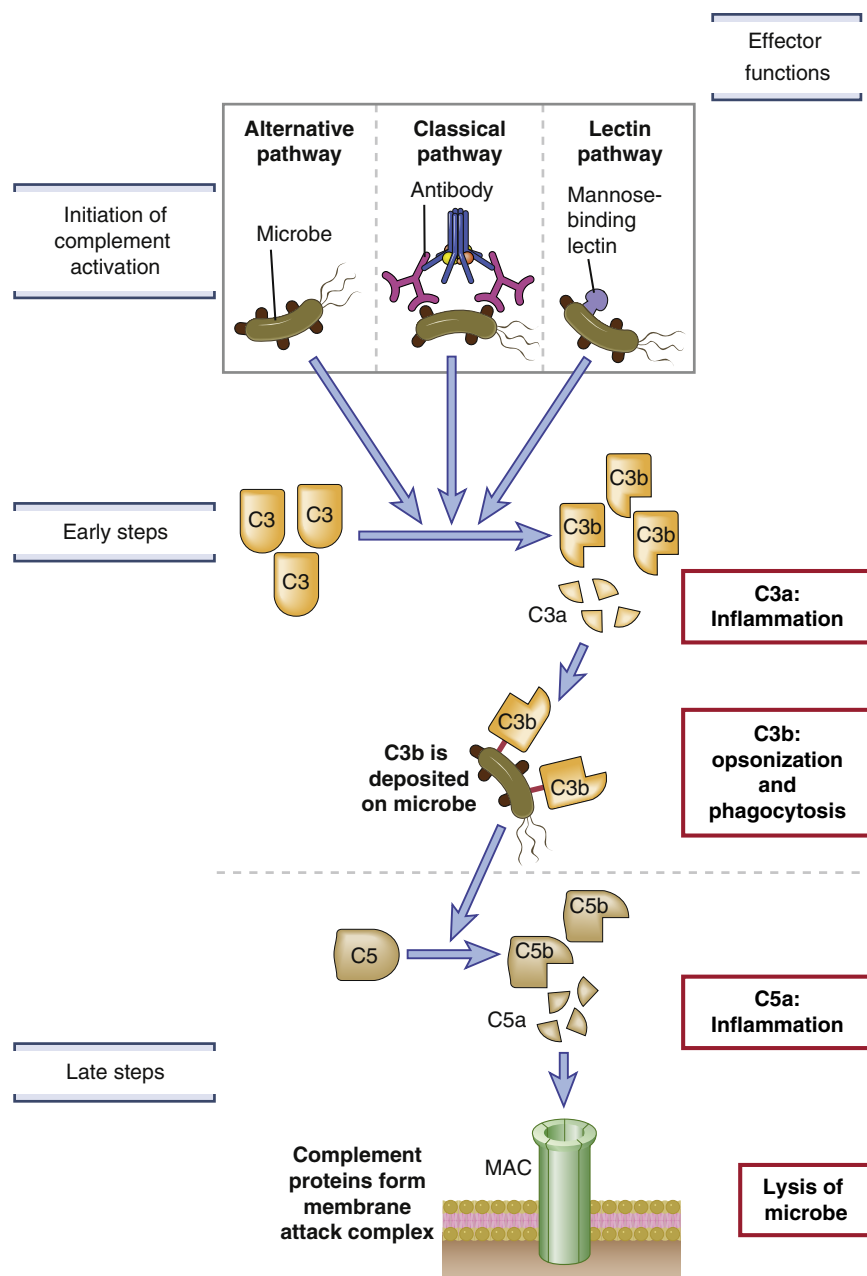 Effector
functions
Alternative
pathway
Classical
pathway
Lectin
pathway
Initiation of
complement
activation
Microbe
Antibody
Mannose-
binding
lectin
Early steps
C3
C3
C3
C3b
C3b
C3b
C3a
C3a:
Inflammation
C3b is
deposited
on microbe
C3b
C3b
C3b:
opsonization
and
phagocytosis
C5
C5b
C5b
C5a
C5a:
Inflammation
Late steps
Complement
proteins form
membrane
attack complex
MAC
Lysis of
microbe